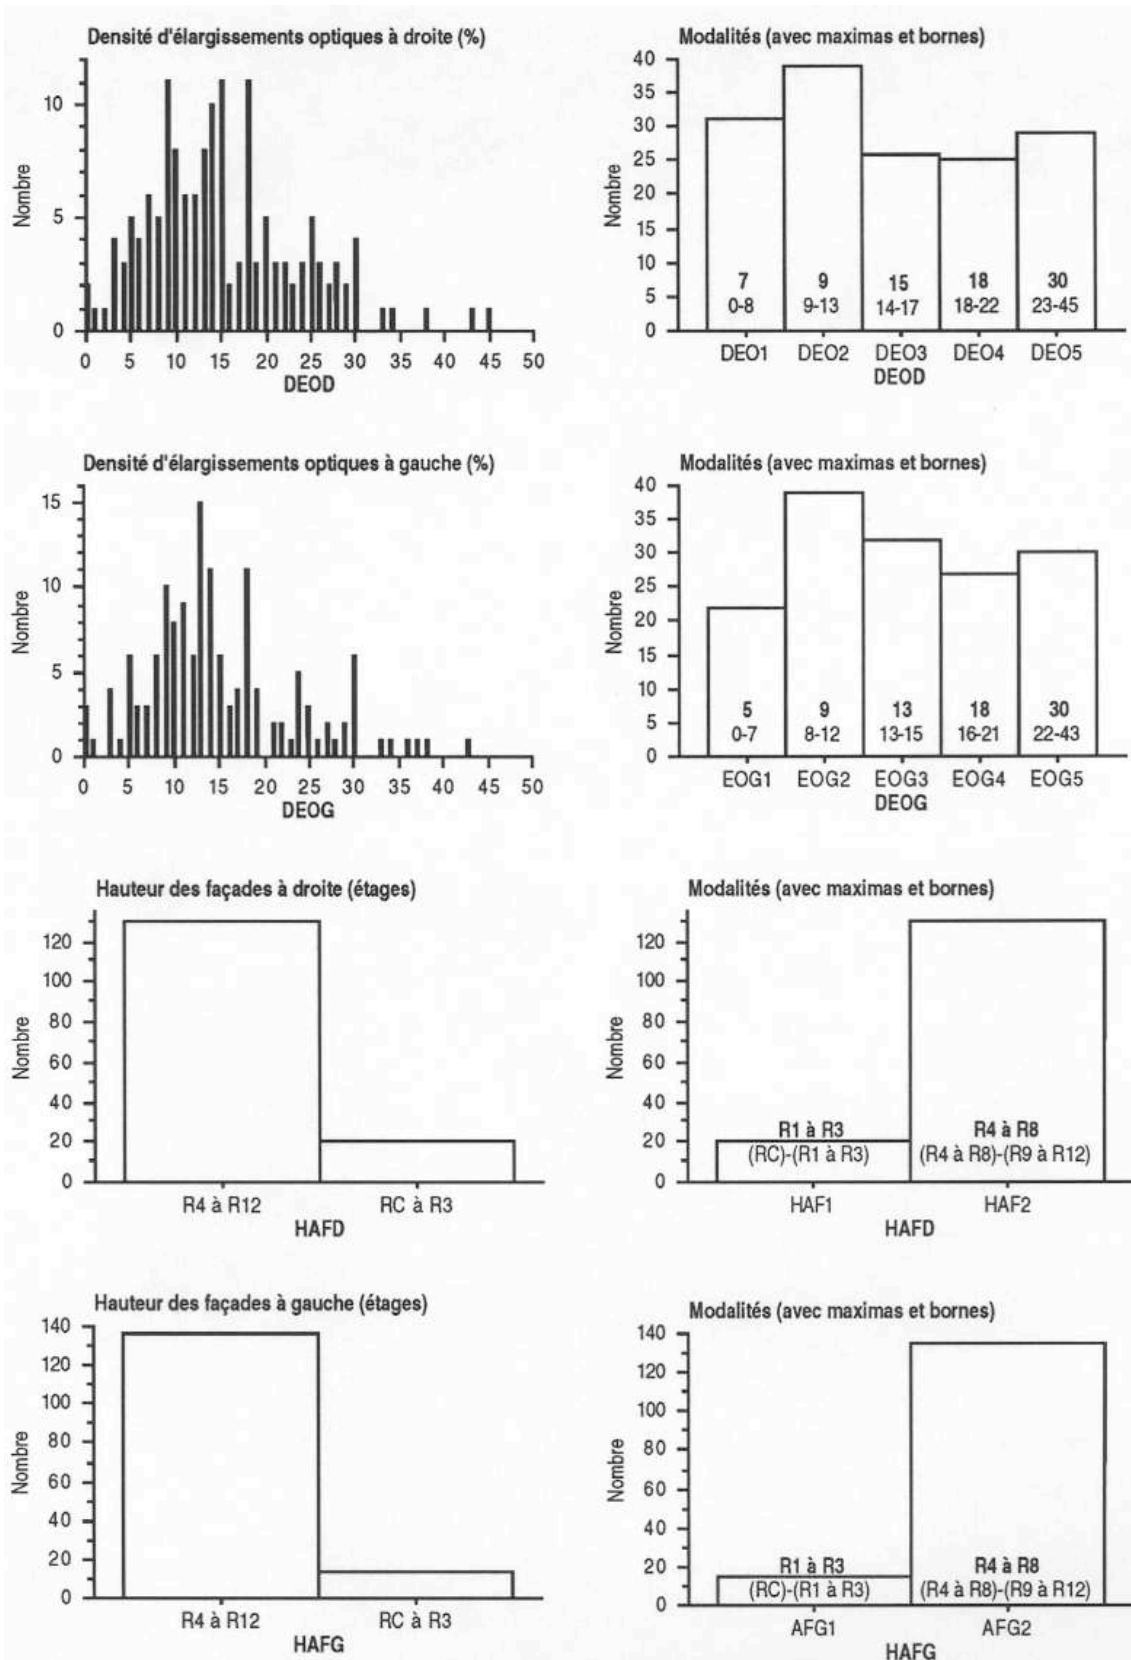 Densité d'élargissements optiques à droite (%)
Nombre
10
5
0
0 5 10 15 20 25 30 35 40 45 50
DEOD
Modalités (avec maximas et bornes)
Nombre
40
35
30
25
20
15
10
5
0
7 9 15 18 30
0-8 9-13 14-17 18-22 23-45
DEO1 DEO2 DEO3 DEO4 DEO5
DEOD
Densité d'élargissements optiques à gauche (%)
Nombre
15
10
5
0
0 5 10 15 20 25 30 35 40 45 50
DEOG
Modalités (avec maximas et bornes)
Nombre
40
35
30
25
20
15
10
5
0
5 9 13 18 30
0-7 8-12 13-15 16-21 22-43
EOG1 EOG2 EOG3 EOG4 EOG5
DEOG
Hauteur des façades à droite (étages)
Nombre
120
100
80
60
40
20
0
R4 à R12 RC à R3
HAFD
Modalités (avec maximas et bornes)
Nombre
120
100
80
60
40
20
0
R1 à R3 R4 à R8
(RC)-(R1 à R3) (R4 à R8)-(R9 à R12)
HAF1 HAF2
HAFD
Hauteur des façades à gauche (étages)
Nombre
140
120
100
80
60
40
20
0
R4 à R12 RC à R3
HAFG
Modalités (avec maximas et bornes)
Nombre
140
120
100
80
60
40
20
0
R1 à R3 R4 à R8
(RC)-(R1 à R3) (R4 à R8)-(R9 à R12)
AFG1 AFG2
HAFG